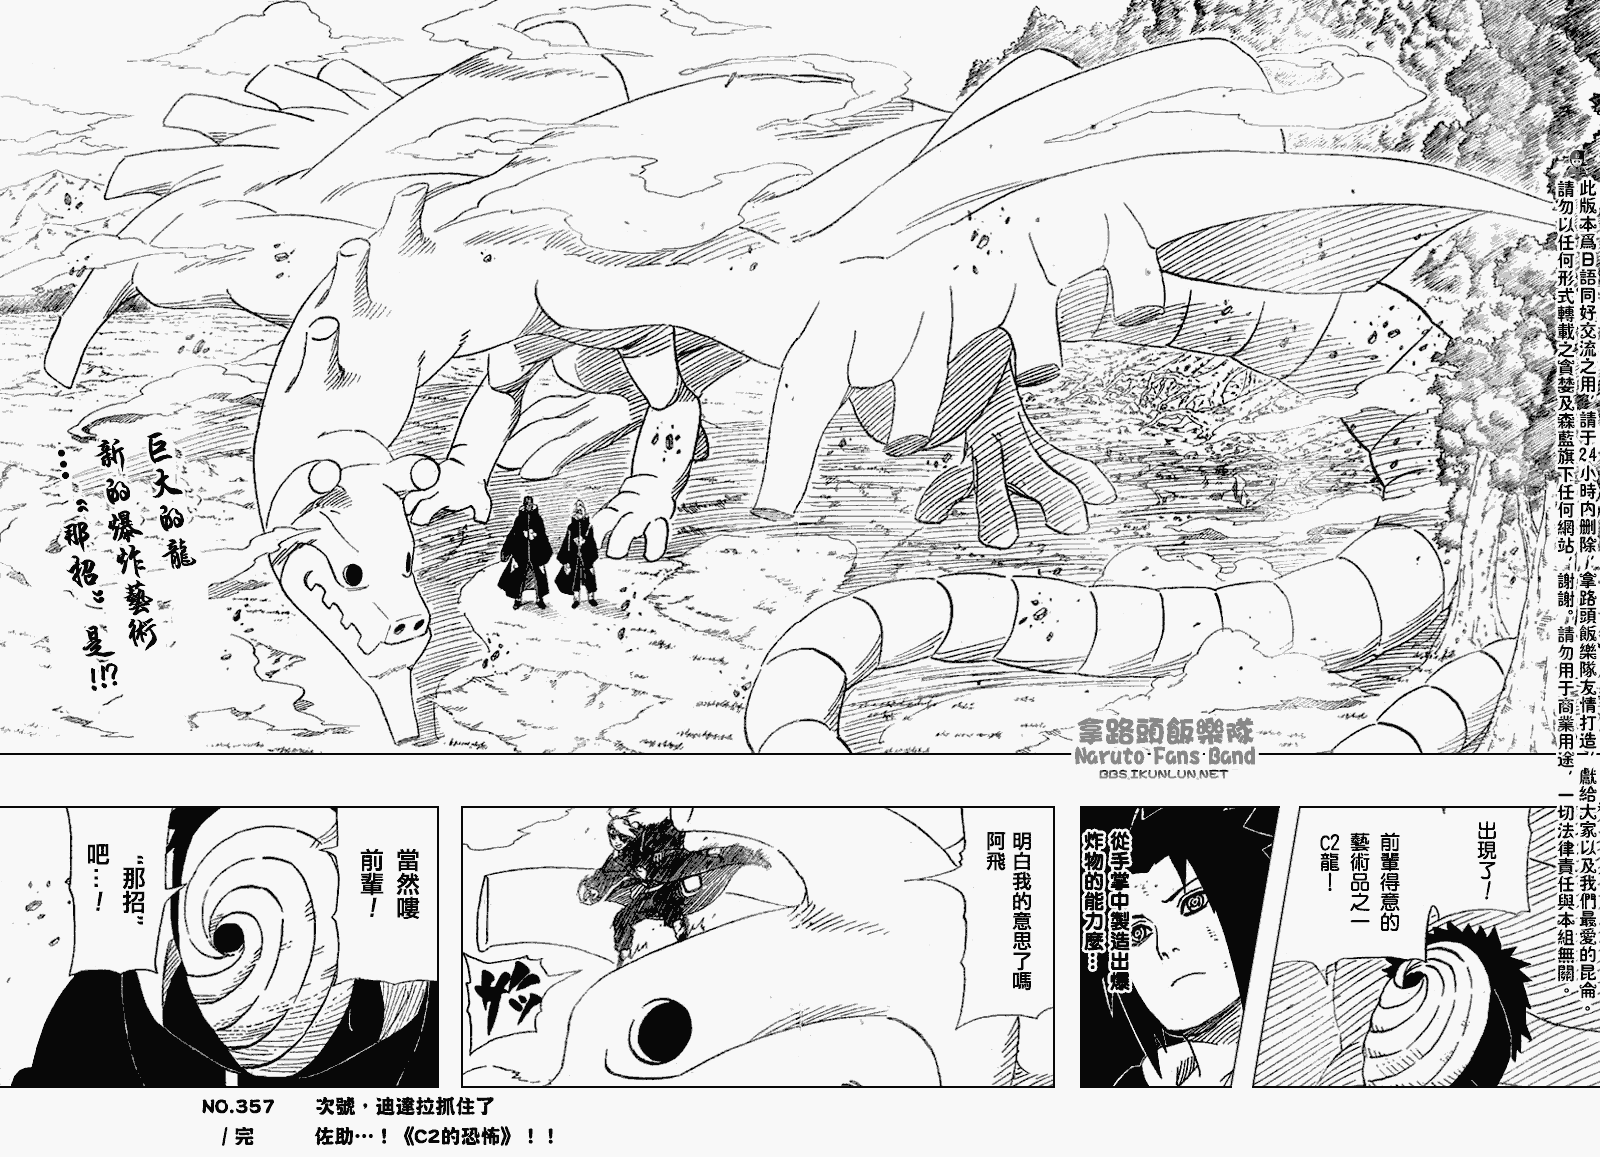 巨大的龍
新的爆炸藝術
……〝那招〞是!!?
出現了!
前輩得意的
藝術品之一
C2龍!
從手掌中製造出爆
炸物的能力麼…
明白我的意思了嗎
阿飛
ザッ
當然嘍
前輩!
“那招”
吧…!
NO.357
/完
次號，迪達拉抓住了
佐助…!《C2的恐怖》!!
拿路頭飯樂隊
Naruto Fans Band
BBS.IKUNLUN.NET
此版本爲日語同好交流之用，請于24小時內刪除，拿路頭飯樂隊友情打造，獻給大家以及我們最愛的昆侖。
請勿以任何形式轉載之貪婪及森藍旗下任何網站，謝謝。請勿用于商業用途，一切法律責任與本組無關。